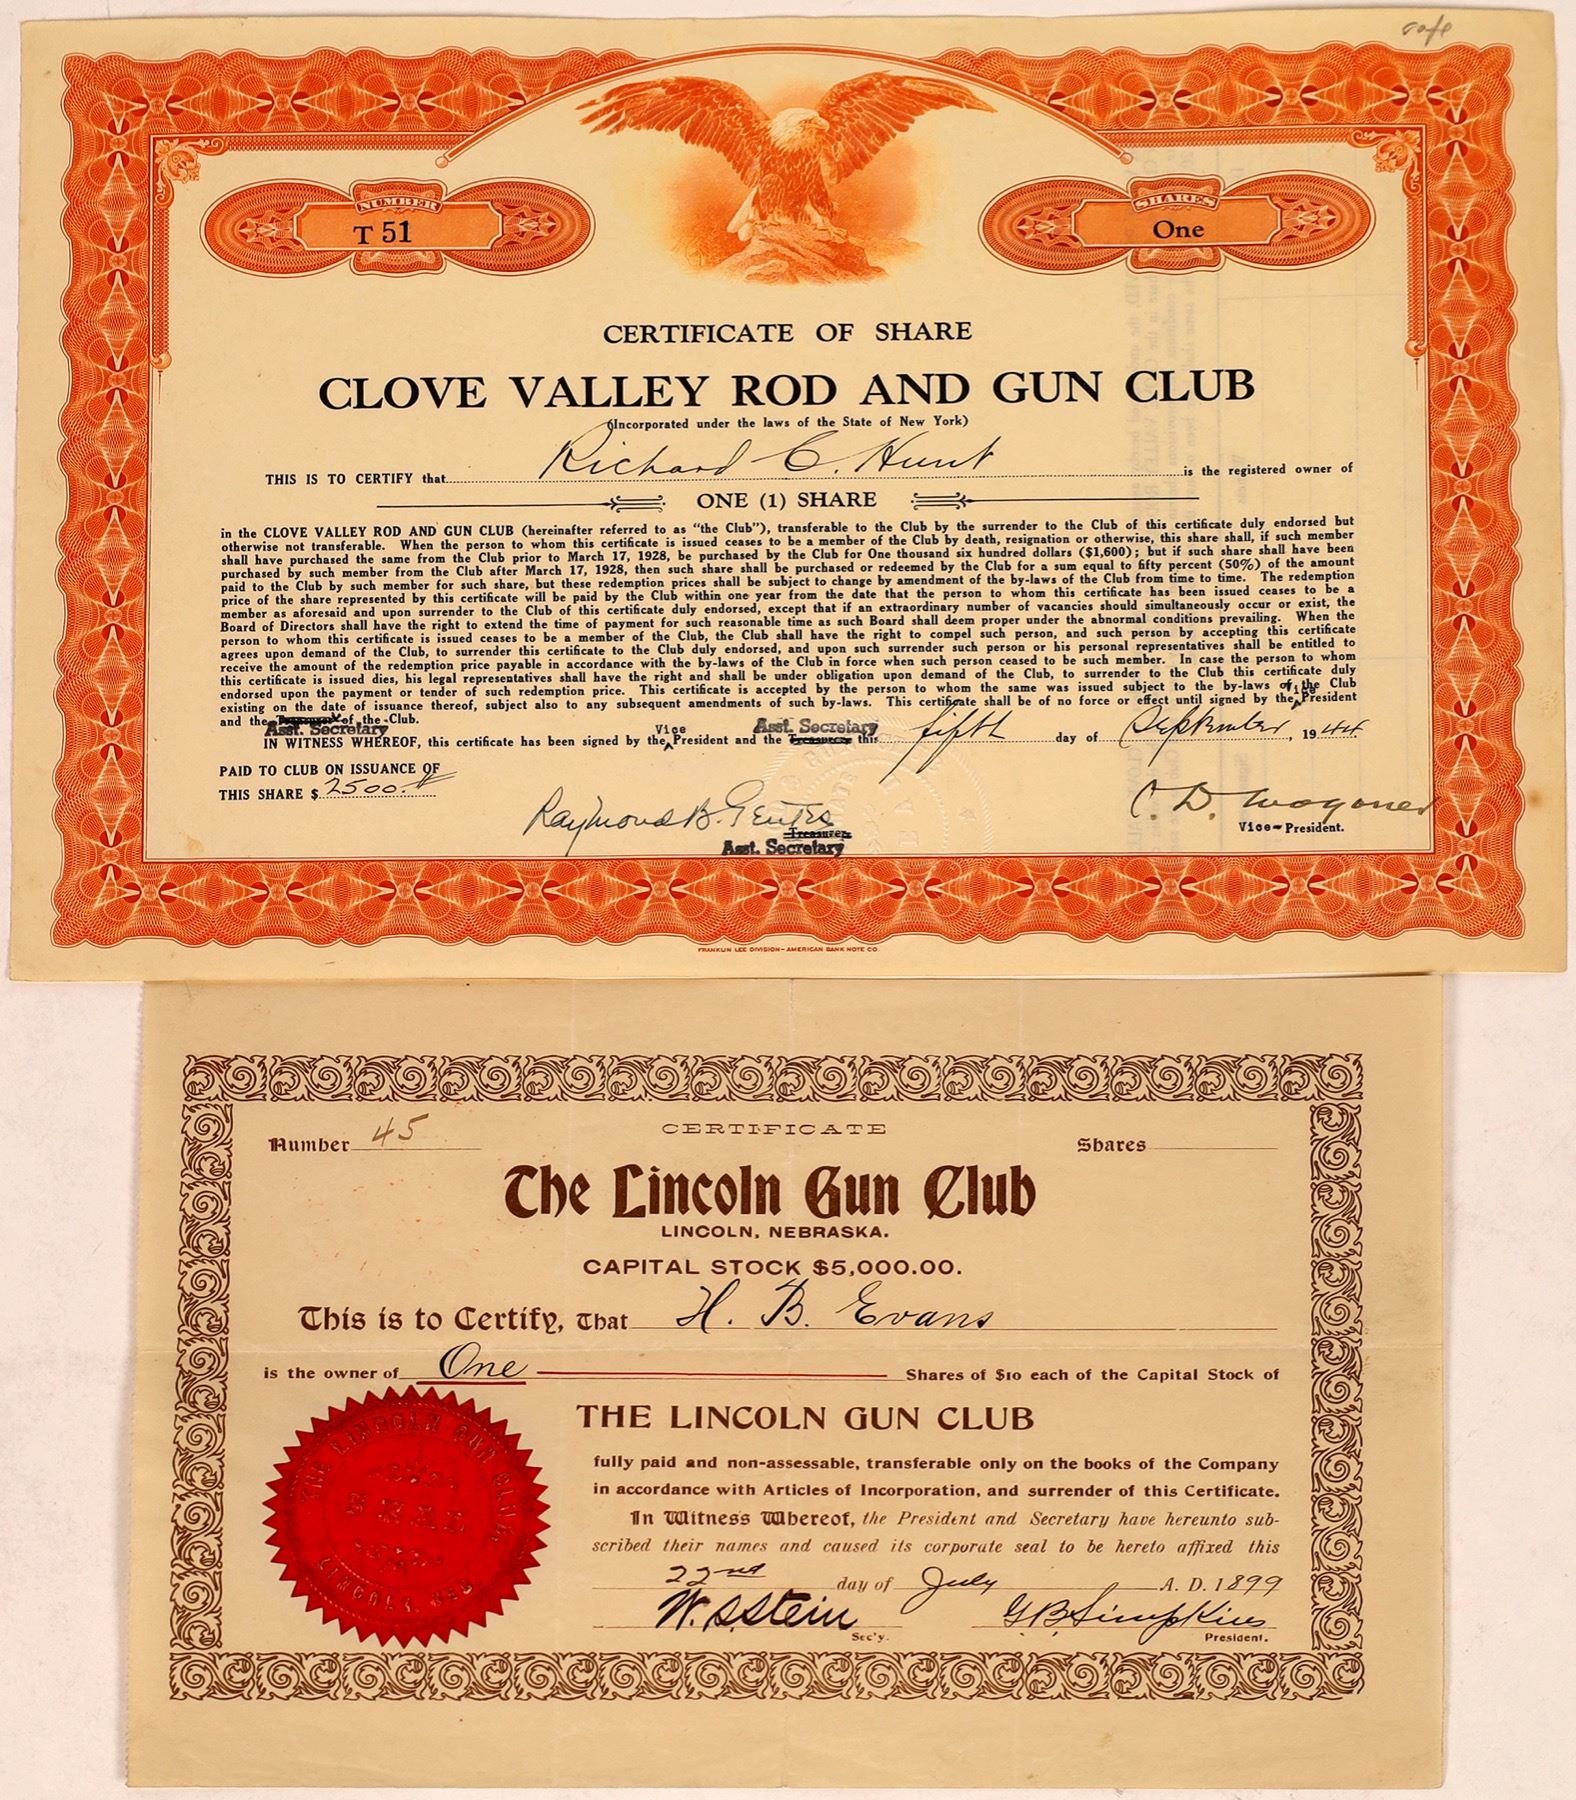 safe
NUMBER
T 51
SHARES
One
CERTIFICATE OF SHARE
CLOVE VALLEY ROD AND GUN CLUB
(Incorporated under the laws of the State of New York)
THIS IS TO CERTIFY that Richard C. Hunt is the registered owner of
ONE (1) SHARE
in the CLOVE VALLEY ROD AND GUN CLUB (hereinafter referred to as "the Club"), transferable to the Club by the surrender to the Club of this certificate duly endorsed but
otherwise not transferable. When the person to whom this certificate is issued ceases to be a member of the Club by death, resignation or otherwise, this share shall, if such member
shall have purchased the same from the Club prior to March 17, 1928, be purchased by the Club for One thousand six hundred dollars ($1,600); but if such share shall have been
purchased by such member from the Club after March 17, 1928, then such share shall be purchased or redeemed by the Club for a sum equal to fifty percent (50%) of the amount
paid to the Club by such member for such share, but these redemption prices shall be subject to change by amendment of the by-laws of the Club from time to time. The redemption
price of the share represented by this certificate will be paid by the Club within one year from the date that the person to whom this certificate has been issued ceases to be a
member as aforesaid and upon surrender to the Club of this certificate duly endorsed, except that if an extraordinary number of vacancies should simultaneously occur or exist, the
Board of Directors shall have the right to extend the time of payment for such reasonable time as such Board shall deem proper under the abnormal conditions prevailing. When the
person to whom this certificate is issued ceases to be a member of the Club, the Club shall have the right to compel such person, and such person by accepting this certificate
agrees upon demand of the Club, to surrender this certificate to the Club duly endorsed, and upon such surrender such person or his personal representatives shall be entitled to
receive the amount of the redemption price payable in accordance with the by-laws of the Club in force when such person ceased to be such member. In case the person to whom
this certificate is issued dies, his legal representatives shall have the right and shall be under obligation upon demand of the Club, to surrender to the Club this certificate duly
endorsed upon the payment or tender of such redemption price. This certificate is accepted by the person to whom the same was issued subject to the by-laws of the Club
existing on the date of issuance thereof, subject also to any subsequent amendments of such by-laws. This certificate shall be of no force or effect until signed by the Vice President
and the Treasurer of the Club.
Asst. Secretary
IN WITNESS WHEREOF, this certificate has been signed by the Vice President and the Treasurer Asst. Secretary this fifth day of September, 1944
PAID TO CLUB ON ISSUANCE OF
THIS SHARE $ 2500.
Raymond B.
C. D. Wagoner
Treasurer
Asst. Secretary
Vice-President.
FRANKLIN LEE DIVISION - AMERICAN BANK NOTE CO.
CERTIFICATE
Number 45
Shares
The Lincoln Gun Club
LINCOLN, NEBRASKA.
CAPITAL STOCK $5,000.00.
This is to Certify, That H. B. Evans
is the owner of One Shares of $10 each of the Capital Stock of
THE LINCOLN GUN CLUB
fully paid and non-assessable, transferable only on the books of the Company
in accordance with Articles of Incorporation, and surrender of this Certificate.
In Witness Whereof, the President and Secretary have hereunto sub-
scribed their names and caused its corporate seal to be hereto affixed this
22nd day of July A. D. 1899
W. S. Stein
Sec'y.
G B Simpkins
President.
THE LINCOLN GUN CLUB
SEAL
LINCOLN, NEB.